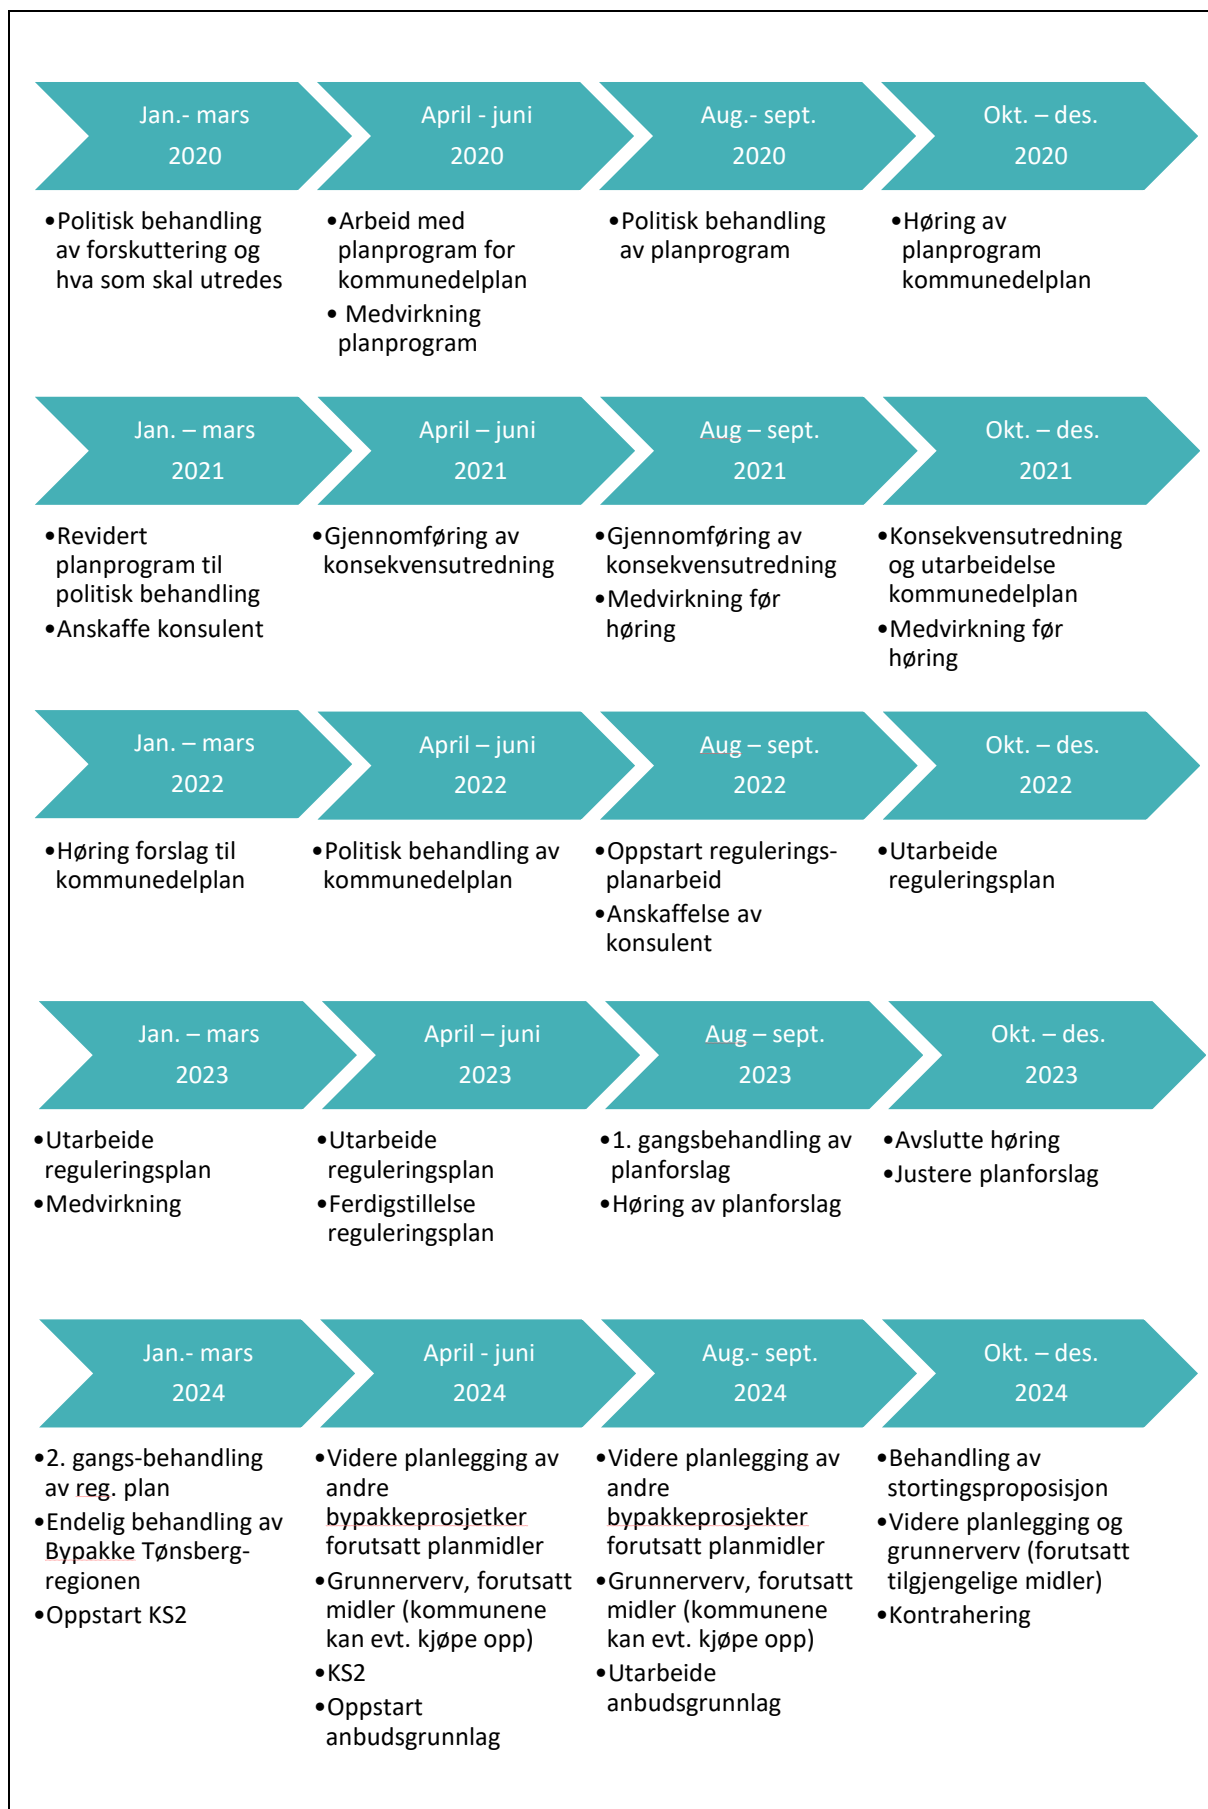 Jan.- mars
2020
April - juni
2020
Aug.- sept.
2020
Okt. – des.
2020
•Politisk behandling
av forskuttering og
hva som skal utredes
•Arbeid med
planprogram for
kommunedelplan
• Medvirkning
planprogram
•Politisk behandling
av planprogram
•Høring av
planprogram
kommunedelplan
Jan. – mars
2021
April – juni
2021
Aug – sept.
2021
Okt. – des.
2021
•Revidert
planprogram til
politisk behandling
•Anskaffe konsulent
•Gjennomføring av
konsekvensutredning
•Gjennomføring av
konsekvensutredning
•Medvirkning før
høring
•Konsekvensutredning
og utarbeidelse
kommunedelplan
•Medvirkning før
høring
Jan. – mars
2022
April – juni
2022
Aug – sept.
2022
Okt. – des.
2022
•Høring forslag til
kommunedelplan
•Politisk behandling av
kommunedelplan
•Oppstart regulerings-
planarbeid
•Anskaffelse av
konsulent
•Utarbeide
reguleringsplan
Jan. – mars
2023
April – juni
2023
Aug – sept.
2023
Okt. – des.
2023
•Utarbeide
reguleringsplan
•Medvirkning
•Utarbeide
reguleringsplan
•Ferdigstillelse
reguleringsplan
•1. gangsbehandling av
planforslag
•Høring av planforslag
•Avslutte høring
•Justere planforslag
Jan.- mars
2024
April - juni
2024
Aug.- sept.
2024
Okt. – des.
2024
•2. gangs-behandling
av reg. plan
•Endelig behandling av
Bypakke Tønsberg-
regionen
•Oppstart KS2
•Videre planlegging av
andre
bypakkeprosjetker
forutsatt planmidler
•Grunnerverv, forutsatt
midler (kommunene
kan evt. kjøpe opp)
•KS2
•Oppstart
anbudsgrunnlag
•Videre planlegging av
andre
bypakkeprosjekter
forutsatt planmidler
•Grunnerverv, forutsatt
midler (kommunene
kan evt. kjøpe opp)
•Utarbeide
anbudsgrunnlag
•Behandling av
stortingsproposisjon
•Videre planlegging og
grunnerverv (forutsatt
tilgjengelige midler)
•Kontrahering